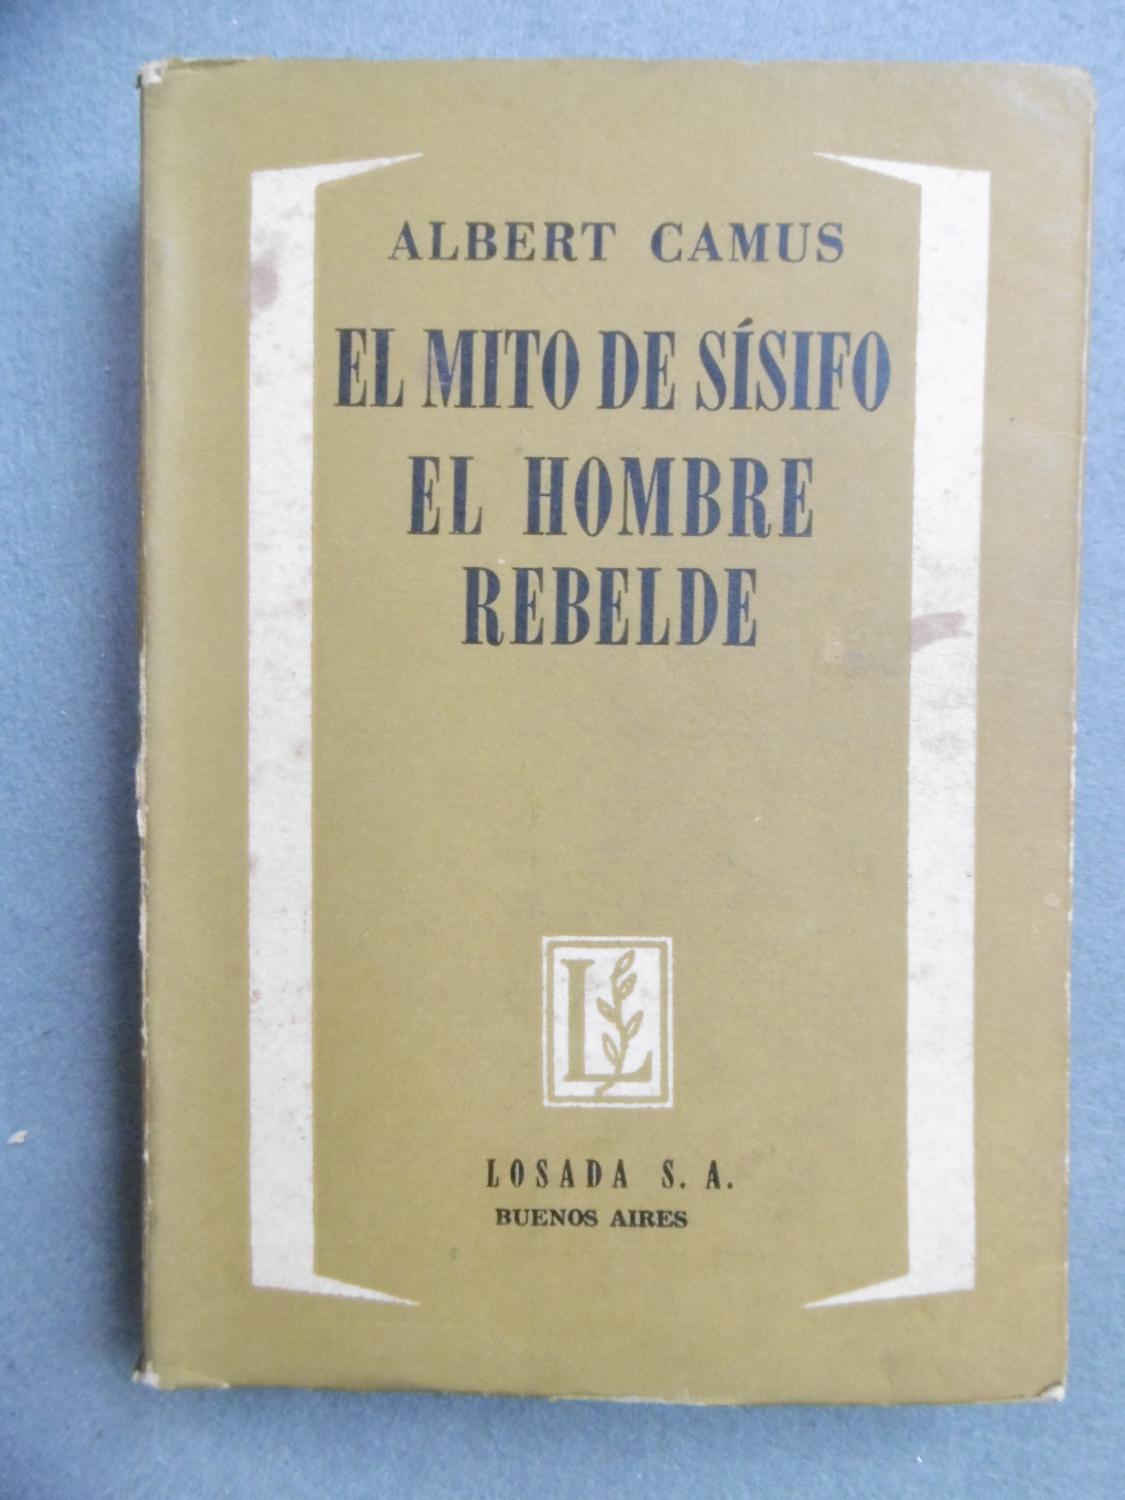 ALBERT CAMUS
EL MITO DE SÍSIFO
EL HOMBRE
REBELDE
L
LOSADA S. A.
BUENOS AIRES